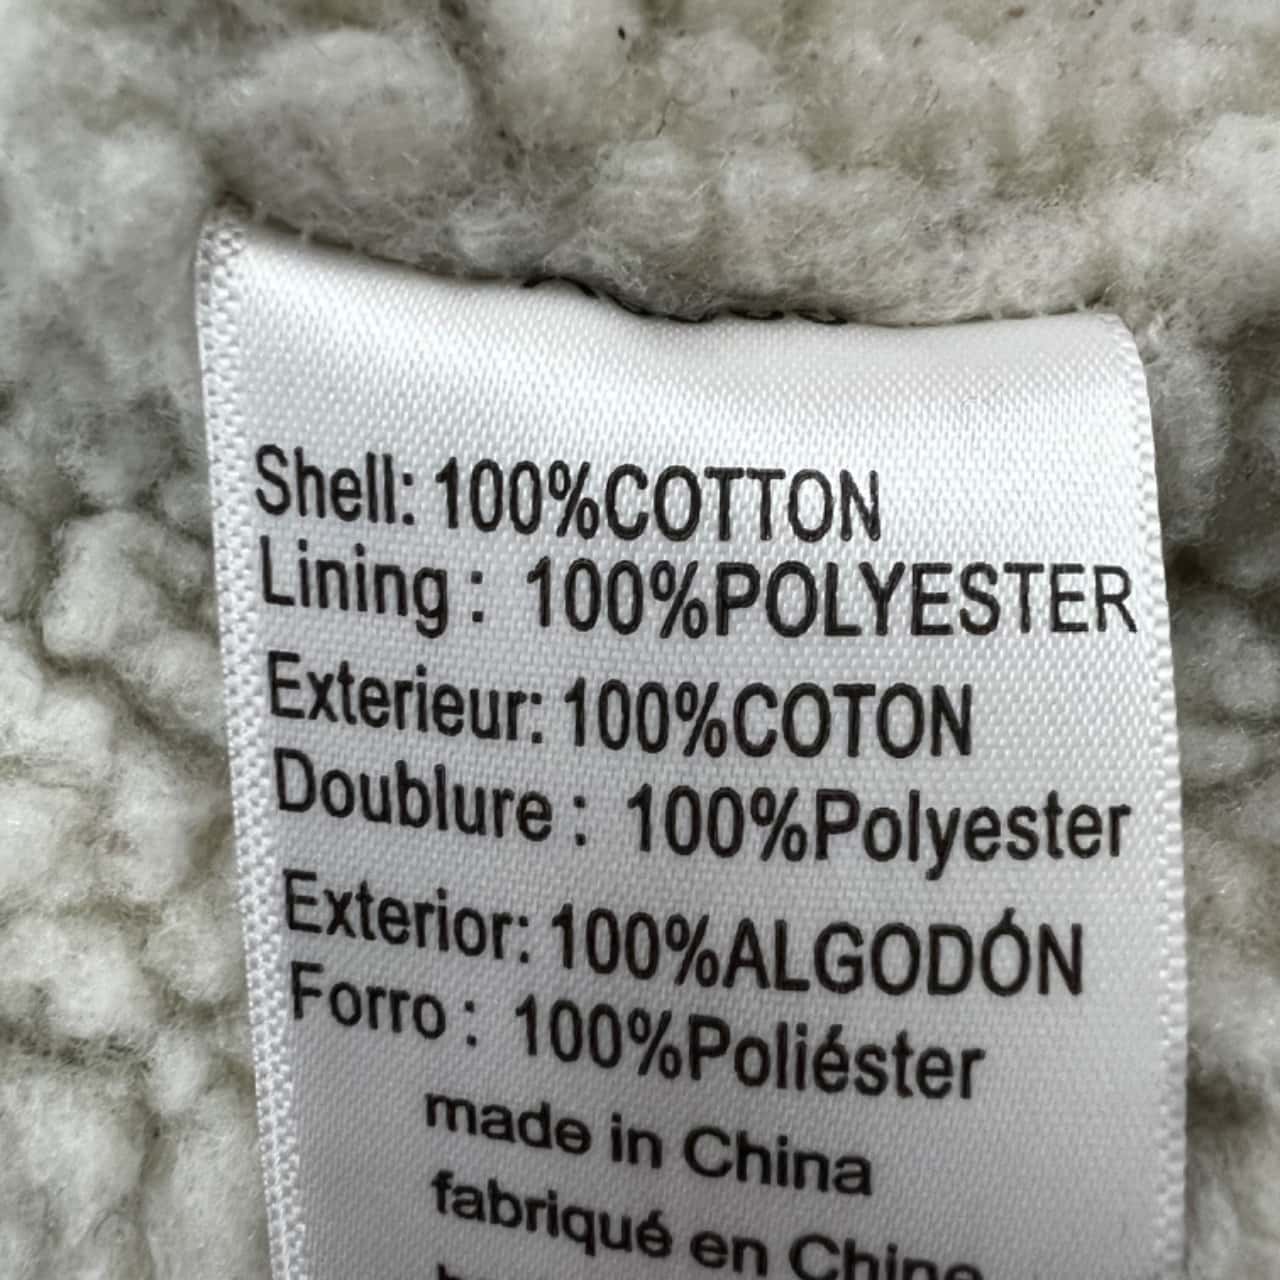 Shell: 100%COTTON
Lining : 100%POLYESTER
Exterieur: 100%COTON
Doublure : 100%Polyester
Exterior: 100%ALGODÓN
Forro : 100%Poliéster
made in China
fabriqué en Chine